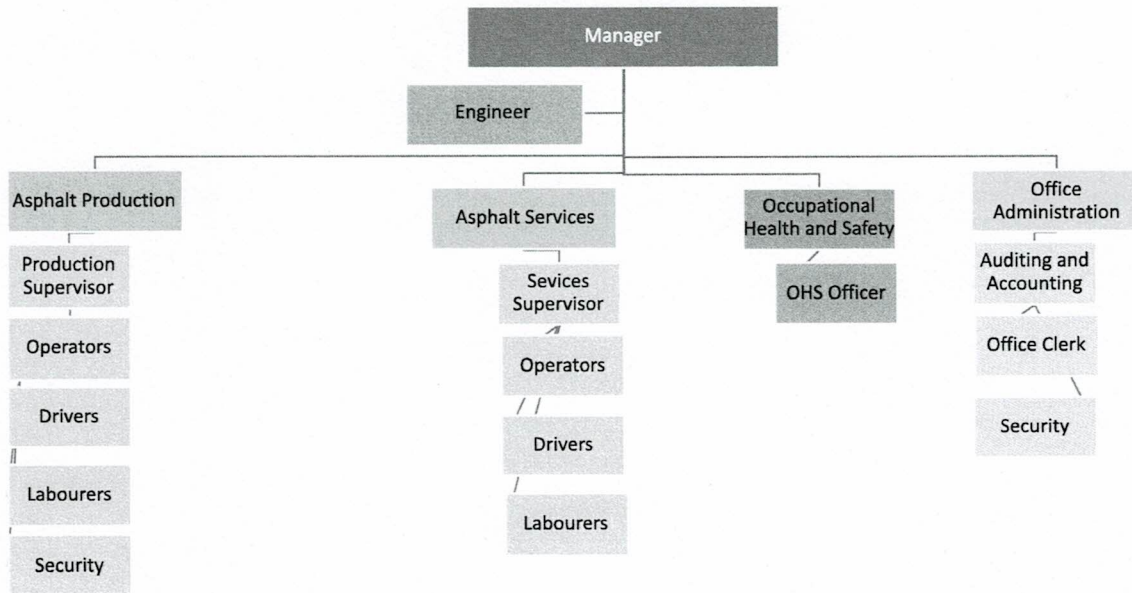 Manager
Engineer
Asphalt Production
Production
Supervisor
Operators
Drivers
Labourers
Security
Asphalt Services
Sevices
Supervisor
Operators
Drivers
Labourers
Occupational
Health and Safety
OHS Officer
Office
Administration
Auditing and
Accounting
Office Clerk
Security